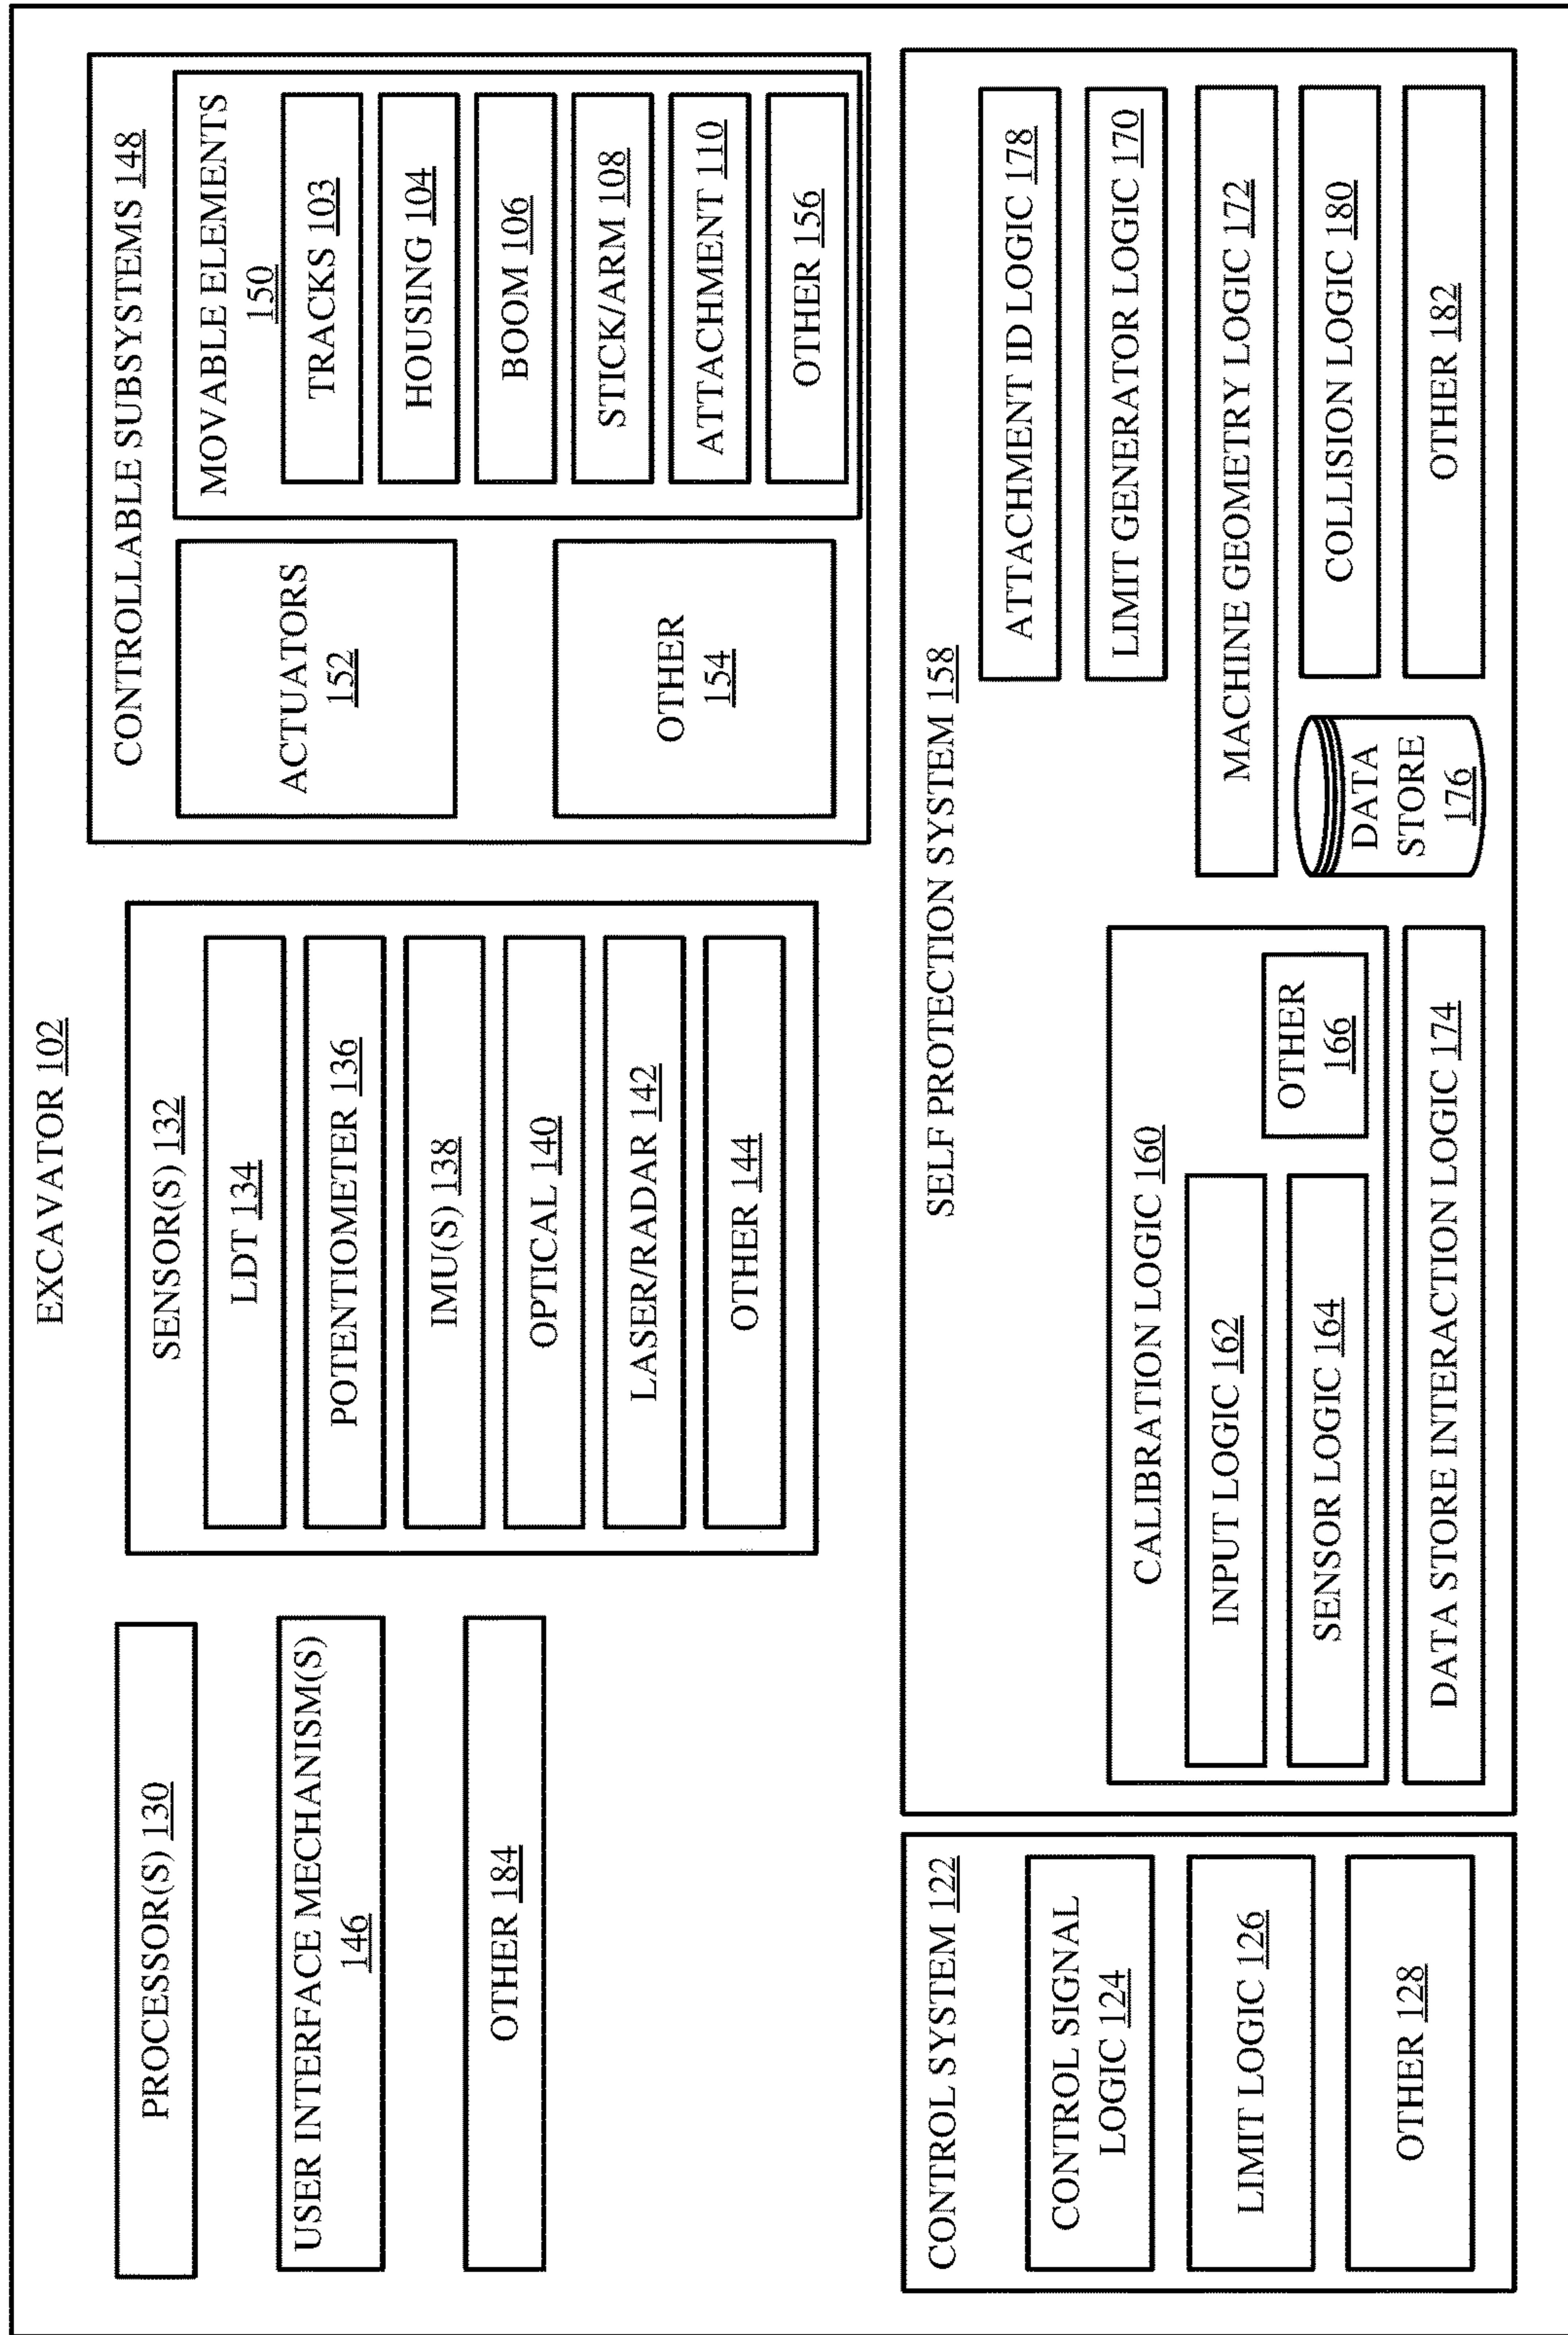 EXCAVATOR 102
PROCESSOR(S) 130
USER INTERFACE MECHANISM(S)
146
OTHER 184
SENSOR(S) 132
LDT 134
POTENTIOMETER 136
IMU(S) 138
OPTICAL 140
LASER/RADAR 142
OTHER 144
CONTROLLABLE SUBSYSTEMS 148
ACTUATORS
152
OTHER
154
MOVABLE ELEMENTS
150
TRACKS 103
HOUSING 104
BOOM 106
STICK/ARM 108
ATTACHMENT 110
OTHER 156
CONTROL SYSTEM 122
CONTROL SIGNAL
LOGIC 124
LIMIT LOGIC 126
OTHER 128
SELF PROTECTION SYSTEM 158
CALIBRATION LOGIC 160
INPUT LOGIC 162
SENSOR LOGIC 164
OTHER
166
DATA STORE INTERACTION LOGIC 174
ATTACHMENT ID LOGIC 178
LIMIT GENERATOR LOGIC 170
MACHINE GEOMETRY LOGIC 172
DATA
STORE
176
COLLISION LOGIC 180
OTHER 182